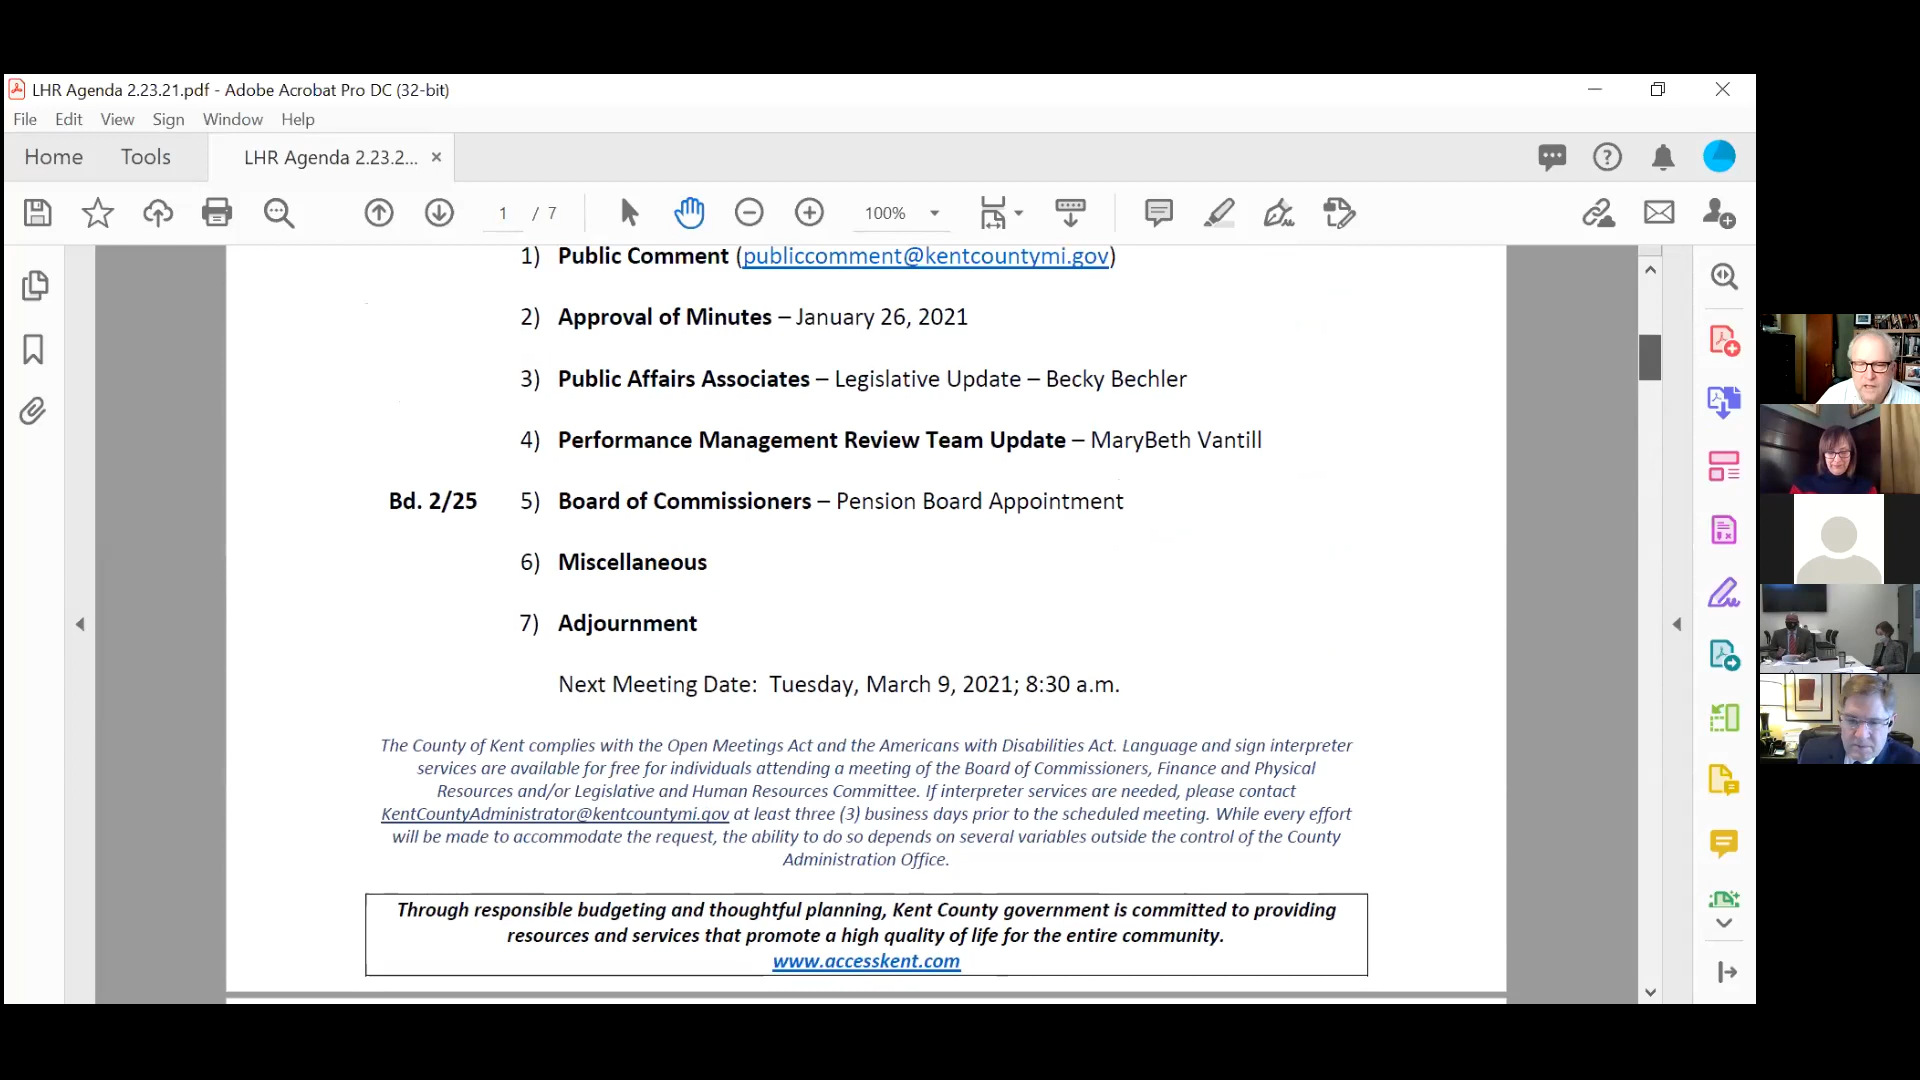 LHR Agenda 2.23.21.pdf - Adobe Acrobat Pro DC (32-bit)
File Edit View Sign Window Help
Home Tools LHR Agenda 2.23.2... ×
1 / 7 100%
1) Public Comment (publiccomment@kentcountymi.gov)
2) Approval of Minutes – January 26, 2021
3) Public Affairs Associates – Legislative Update – Becky Bechler
4) Performance Management Review Team Update – MaryBeth Vantill
Bd. 2/25 5) Board of Commissioners – Pension Board Appointment
6) Miscellaneous
7) Adjournment
Next Meeting Date: Tuesday, March 9, 2021; 8:30 a.m.
The County of Kent complies with the Open Meetings Act and the Americans with Disabilities Act. Language and sign interpreter
services are available for free for individuals attending a meeting of the Board of Commissioners, Finance and Physical
Resources and/or Legislative and Human Resources Committee. If interpreter services are needed, please contact
KentCountyAdministrator@kentcountymi.gov at least three (3) business days prior to the scheduled meeting. While every effort
will be made to accommodate the request, the ability to do so depends on several variables outside the control of the County
Administration Office.
Through responsible budgeting and thoughtful planning, Kent County government is committed to providing
resources and services that promote a high quality of life for the entire community.
www.accesskent.com